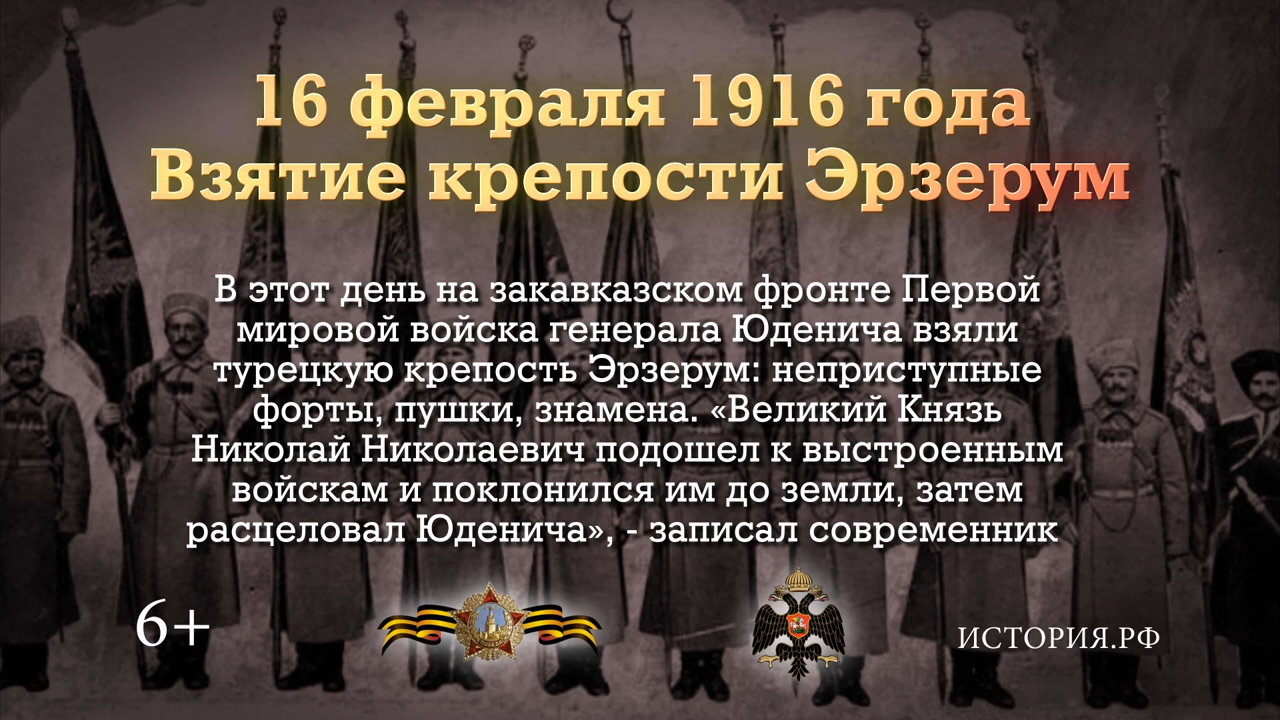 16 февраля 1916 года
Взятие крепости Эрзерум
В этот день на закавказском фронте Первой
мировой войска генерала Юденича взяли
турецкую крепость Эрзерум: неприступные
форты, пушки, знамена. «Великий Князь
Николай Николаевич подошел к выстроенным
войскам и поклонился им до земли, затем
расцеловал Юденича», - записал современник
6+
ИСТОРИЯ.РФ